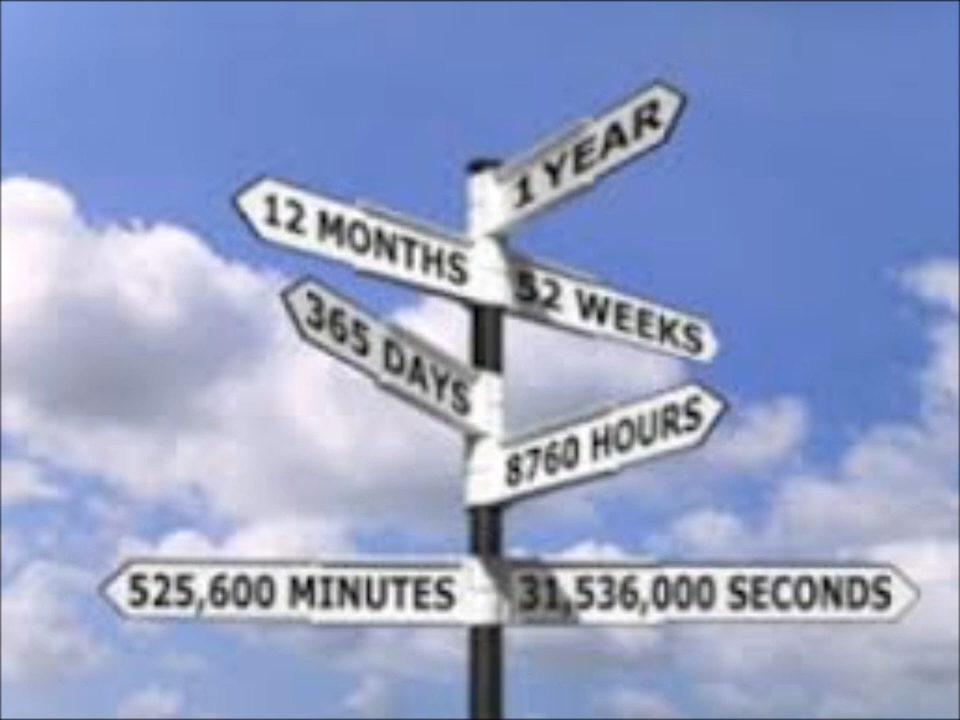 1 YEAR
12 MONTHS
52 WEEKS
365 DAYS
8760 HOURS
525,600 MINUTES
31,536,000 SECONDS